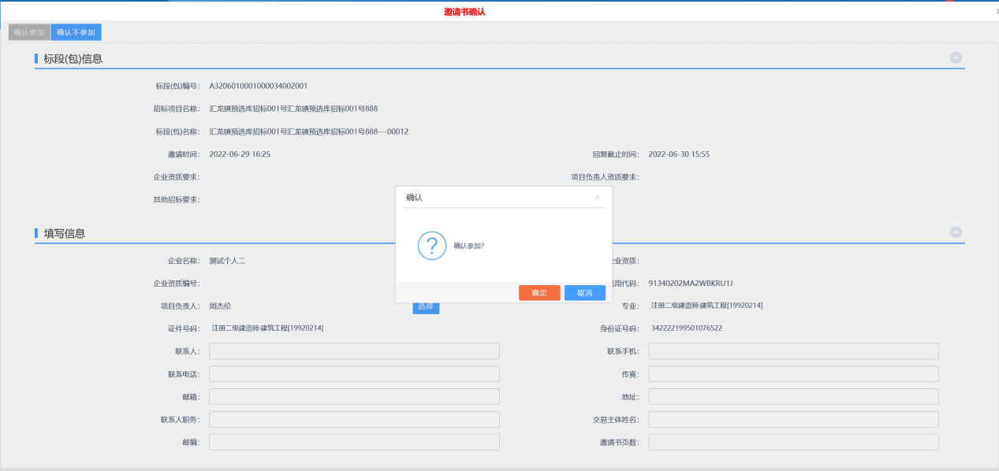 邀请书确认
确认参加 确认不参加
标段(包)信息
标段(包)编号： A3206010001000034002001
招标项目名称： 汇龙镇预选库招标001号汇龙镇预选库招标001号888
标段(包)名称： 汇龙镇预选库招标001号汇龙镇预选库招标001号888---00012
邀请时间： 2022-06-29 16:25 回复截止时间： 2022-06-30 15:55
企业资质要求： 项目负责人资质要求：
其他招标要求：
确认
确认参加?
确定 取消
填写信息
企业名称： 测试个人二 业资质：
企业资质编号： 用代码： 91340202MA2WBKRU1J
项目负责人： 周杰伦 选择 专业： 注册二级建造师·建筑工程[19920214]
证件号码： 注册二级建造师·建筑工程[19920214] 身份证号码： 342222199501076522
联系人： 联系手机：
联系电话： 传真：
邮箱： 地址：
联系人职务： 交易主体姓名：
邮编： 邀请书页数：